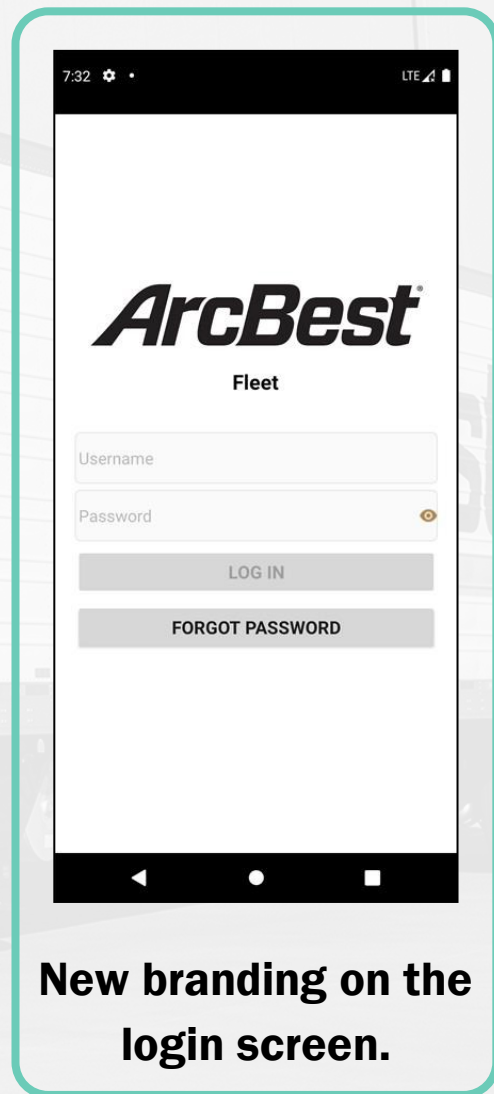 7:32
LTE
ArcBest®
Fleet
Username
Password
LOG IN
FORGOT PASSWORD
New branding on the
login screen.